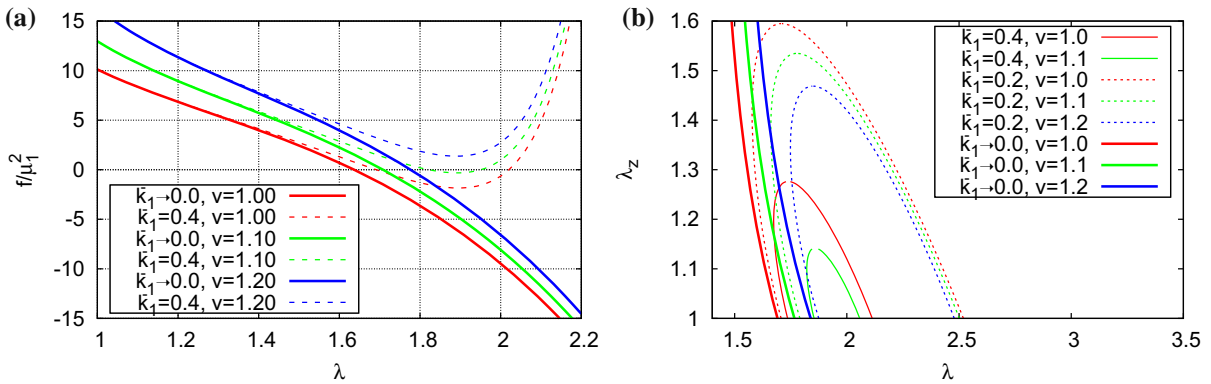 (a)
15
10
5
0
-5
-10
-15
f/μ₁²
κ̄₁→0.0, v=1.00
κ̄₁=0.4, v=1.00
κ̄₁→0.0, v=1.10
κ̄₁=0.4, v=1.10
κ̄₁→0.0, v=1.20
κ̄₁=0.4, v=1.20
1 1.2 1.4 1.6 1.8 2 2.2
λ
(b)
1.6
1.5
1.4
1.3
1.2
1.1
1
λz
κ̄₁=0.4, v=1.0
κ̄₁=0.4, v=1.1
κ̄₁=0.2, v=1.0
κ̄₁=0.2, v=1.1
κ̄₁=0.2, v=1.2
κ̄₁→0.0, v=1.0
κ̄₁→0.0, v=1.1
κ̄₁→0.0, v=1.2
1.5 2 2.5 3 3.5
λ